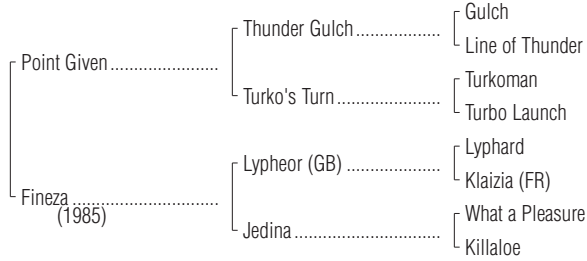 Gulch
Thunder Gulch ..................
Line of Thunder
Point Given .......................
Turkoman
Turko's Turn ......................
Turbo Launch
Lyphard
Lypheor (GB) ....................
Klaizia (FR)
Fineza ...............................
(1985)
What a Pleasure
Jedina ...............................
Killaloe